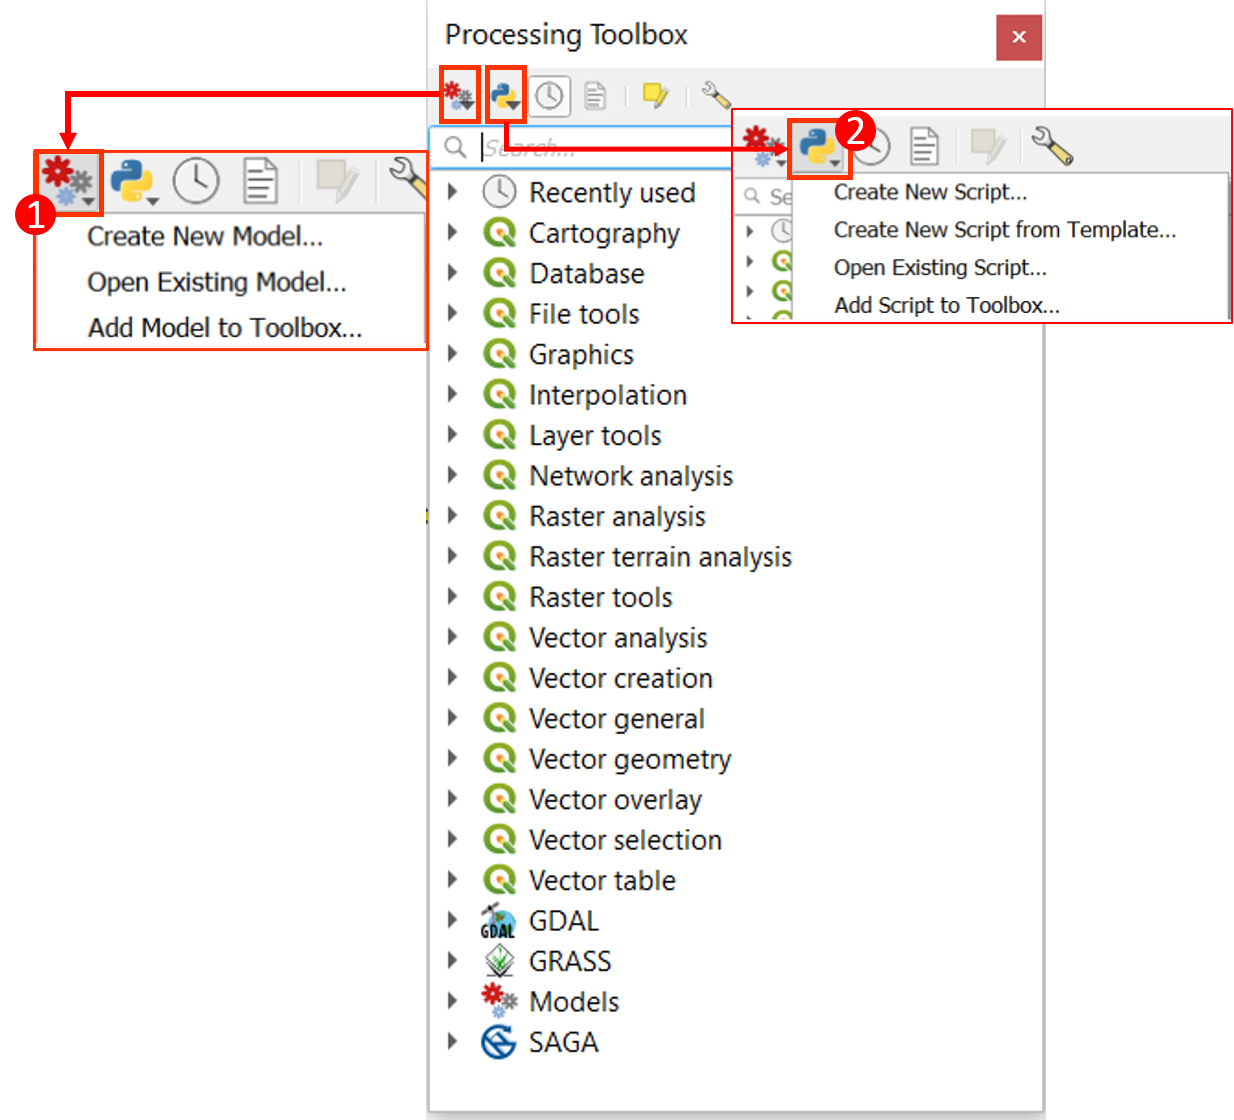 Processing Toolbox
Search...
1
Create New Model...
Open Existing Model...
Add Model to Toolbox...
2
Se
Create New Script...
Create New Script from Template...
Open Existing Script...
Add Script to Toolbox...
Recently used
Cartography
Database
File tools
Graphics
Interpolation
Layer tools
Network analysis
Raster analysis
Raster terrain analysis
Raster tools
Vector analysis
Vector creation
Vector general
Vector geometry
Vector overlay
Vector selection
Vector table
GDAL GDAL
GRASS
Models
SAGA